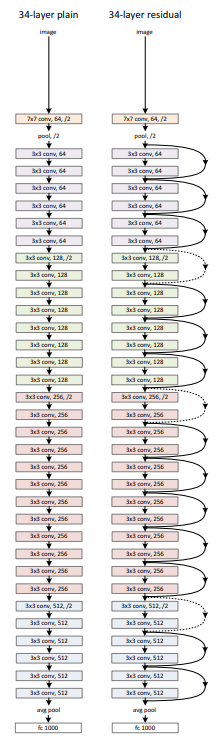 34-layer plain
image
7x7 conv, 64, /2
pool, /2
3x3 conv, 64
3x3 conv, 64
3x3 conv, 64
3x3 conv, 64
3x3 conv, 64
3x3 conv, 64
3x3 conv, 128, /2
3x3 conv, 128
3x3 conv, 128
3x3 conv, 128
3x3 conv, 128
3x3 conv, 128
3x3 conv, 128
3x3 conv, 128
3x3 conv, 256, /2
3x3 conv, 256
3x3 conv, 256
3x3 conv, 256
3x3 conv, 256
3x3 conv, 256
3x3 conv, 256
3x3 conv, 256
3x3 conv, 256
3x3 conv, 256
3x3 conv, 256
3x3 conv, 256
3x3 conv, 512, /2
3x3 conv, 512
3x3 conv, 512
3x3 conv, 512
3x3 conv, 512
3x3 conv, 512
avg pool
fc 1000
34-layer residual
image
7x7 conv, 64, /2
pool, /2
3x3 conv, 64
3x3 conv, 64
3x3 conv, 64
3x3 conv, 64
3x3 conv, 64
3x3 conv, 64
3x3 conv, 128, /2
3x3 conv, 128
3x3 conv, 128
3x3 conv, 128
3x3 conv, 128
3x3 conv, 128
3x3 conv, 128
3x3 conv, 128
3x3 conv, 256, /2
3x3 conv, 256
3x3 conv, 256
3x3 conv, 256
3x3 conv, 256
3x3 conv, 256
3x3 conv, 256
3x3 conv, 256
3x3 conv, 256
3x3 conv, 256
3x3 conv, 256
3x3 conv, 256
3x3 conv, 512, /2
3x3 conv, 512
3x3 conv, 512
3x3 conv, 512
3x3 conv, 512
3x3 conv, 512
avg pool
fc 1000